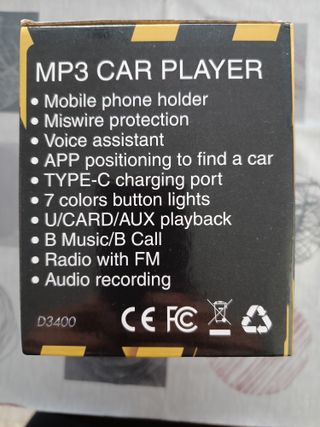 MP3 CAR PLAYER
• Mobile phone holder
• Miswire protection
• Voice assistant
• APP positioning to find a car
• TYPE-C charging port
• 7 colors button lights
• U/CARD/AUX playback
• B Music/B Call
• Radio with FM
• Audio recording
D3400 CE FC